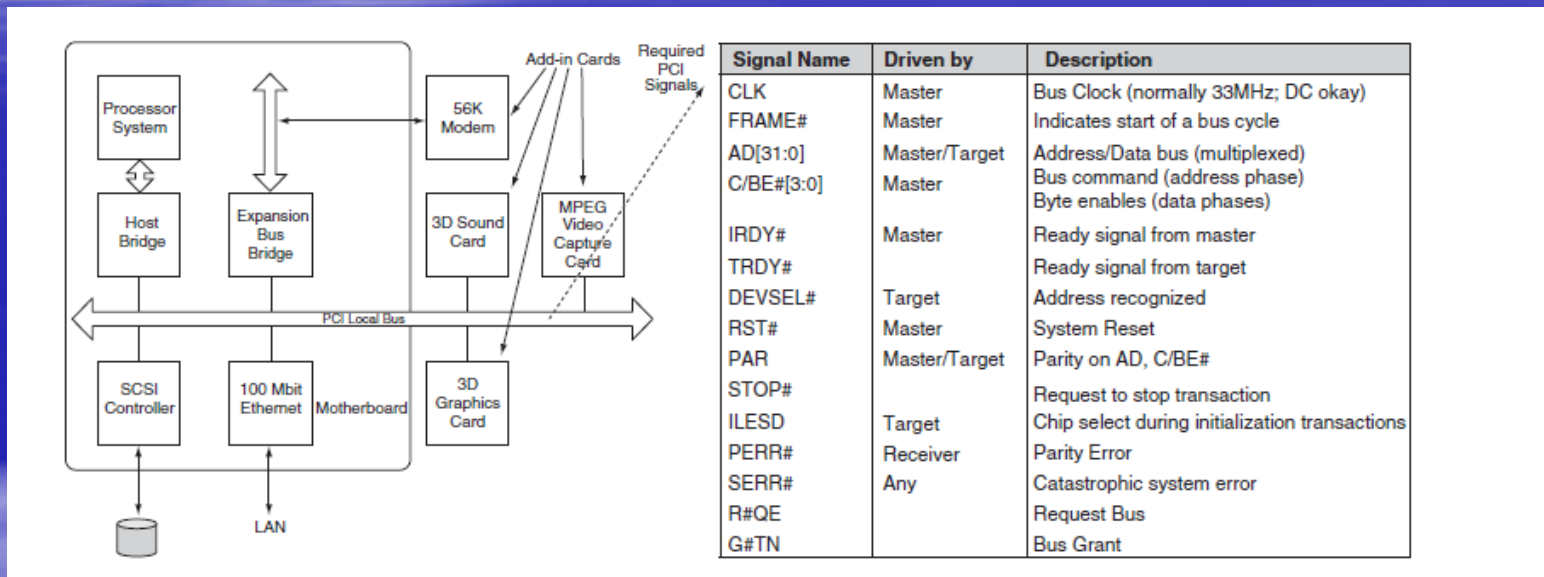 Add-in Cards
Required
PCI
Signals
Processor
System
56K
Modem
Host
Bridge
Expansion
Bus
Bridge
3D Sound
Card
MPEG
Video
Capture
Card
PCI Local Bus
SCSI
Controller
100 Mbit
Ethernet
Motherboard
3D
Graphics
Card
LAN
Signal Name Driven by Description
CLK Master Bus Clock (normally 33MHz; DC okay)
FRAME# Master Indicates start of a bus cycle
AD[31:0] Master/Target Address/Data bus (multiplexed)
C/BE#[3:0] Master Bus command (address phase)
Byte enables (data phases)
IRDY# Master Ready signal from master
TRDY# Ready signal from target
DEVSEL# Target Address recognized
RST# Master System Reset
PAR Master/Target Parity on AD, C/BE#
STOP# Request to stop transaction
ILESD Target Chip select during initialization transactions
PERR# Receiver Parity Error
SERR# Any Catastrophic system error
R#QE Request Bus
G#TN Bus Grant